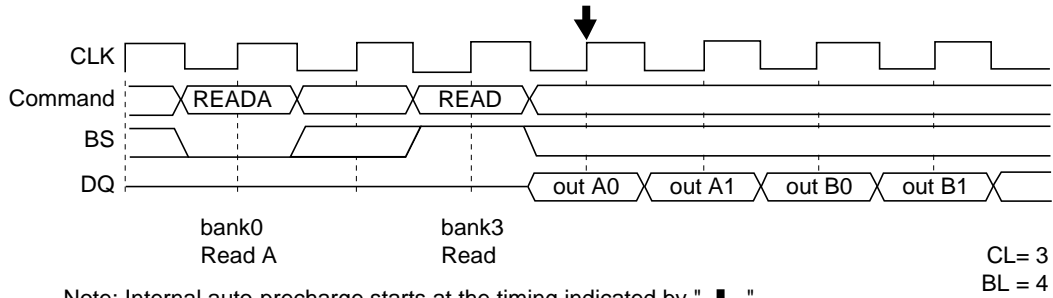 CLK
Command READA READ
BS
DQ out A0 out A1 out B0 out B1
bank0 bank3
Read A Read
CL= 3
BL = 4
Note: Internal auto-precharge starts at the timing indicated by " ".